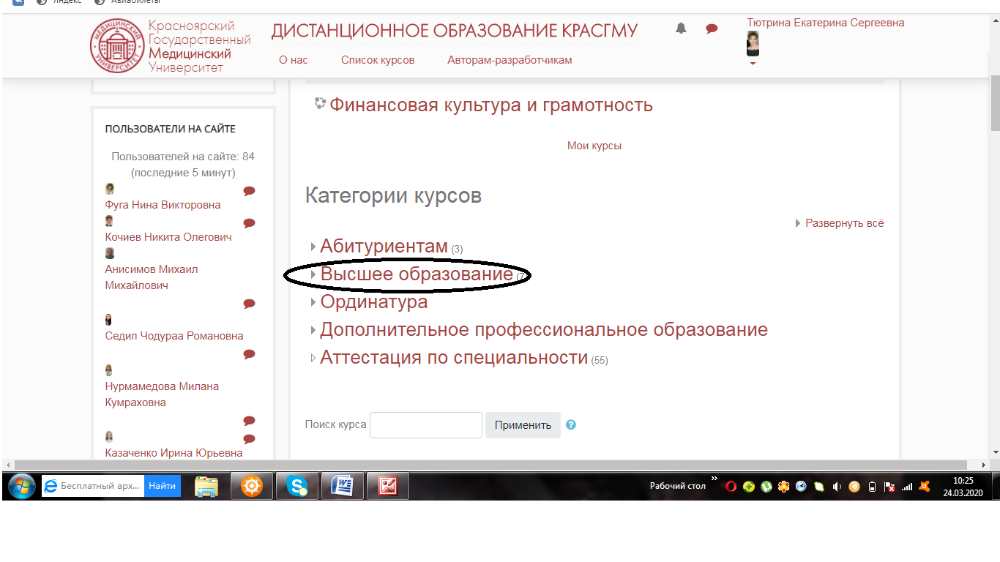 Яндекс Авиабилеты
Красноярский
Государственный
Медицинский
Университет
МЕДИЦИНСКИЙ УНИВЕРСИТЕТ
ДИСТАНЦИОННОЕ ОБРАЗОВАНИЕ КРАСГМУ
Тютрина Екатерина Сергеевна
О нас Список курсов Авторам-разработчикам
ПОЛЬЗОВАТЕЛИ НА САЙТЕ
Пользователей на сайте: 84
(последние 5 минут)
Фуга Нина Викторовна
Кочиев Никита Олегович
Анисимов Михаил
Михайлович
Седип Чодураа Романовна
Нурмамедова Милана
Кумраховна
Казаченко Ирина Юрьевна
Финансовая культура и грамотность
Мои курсы
Категории курсов
Развернуть всё
Абитуриентам (3)
Высшее образование (7
Ординатура
Дополнительное профессиональное образование
Аттестация по специальности (55)
Поиск курса Применить
Бесплатный арх... Найти
Рабочий стол
10:25
24.03.2020